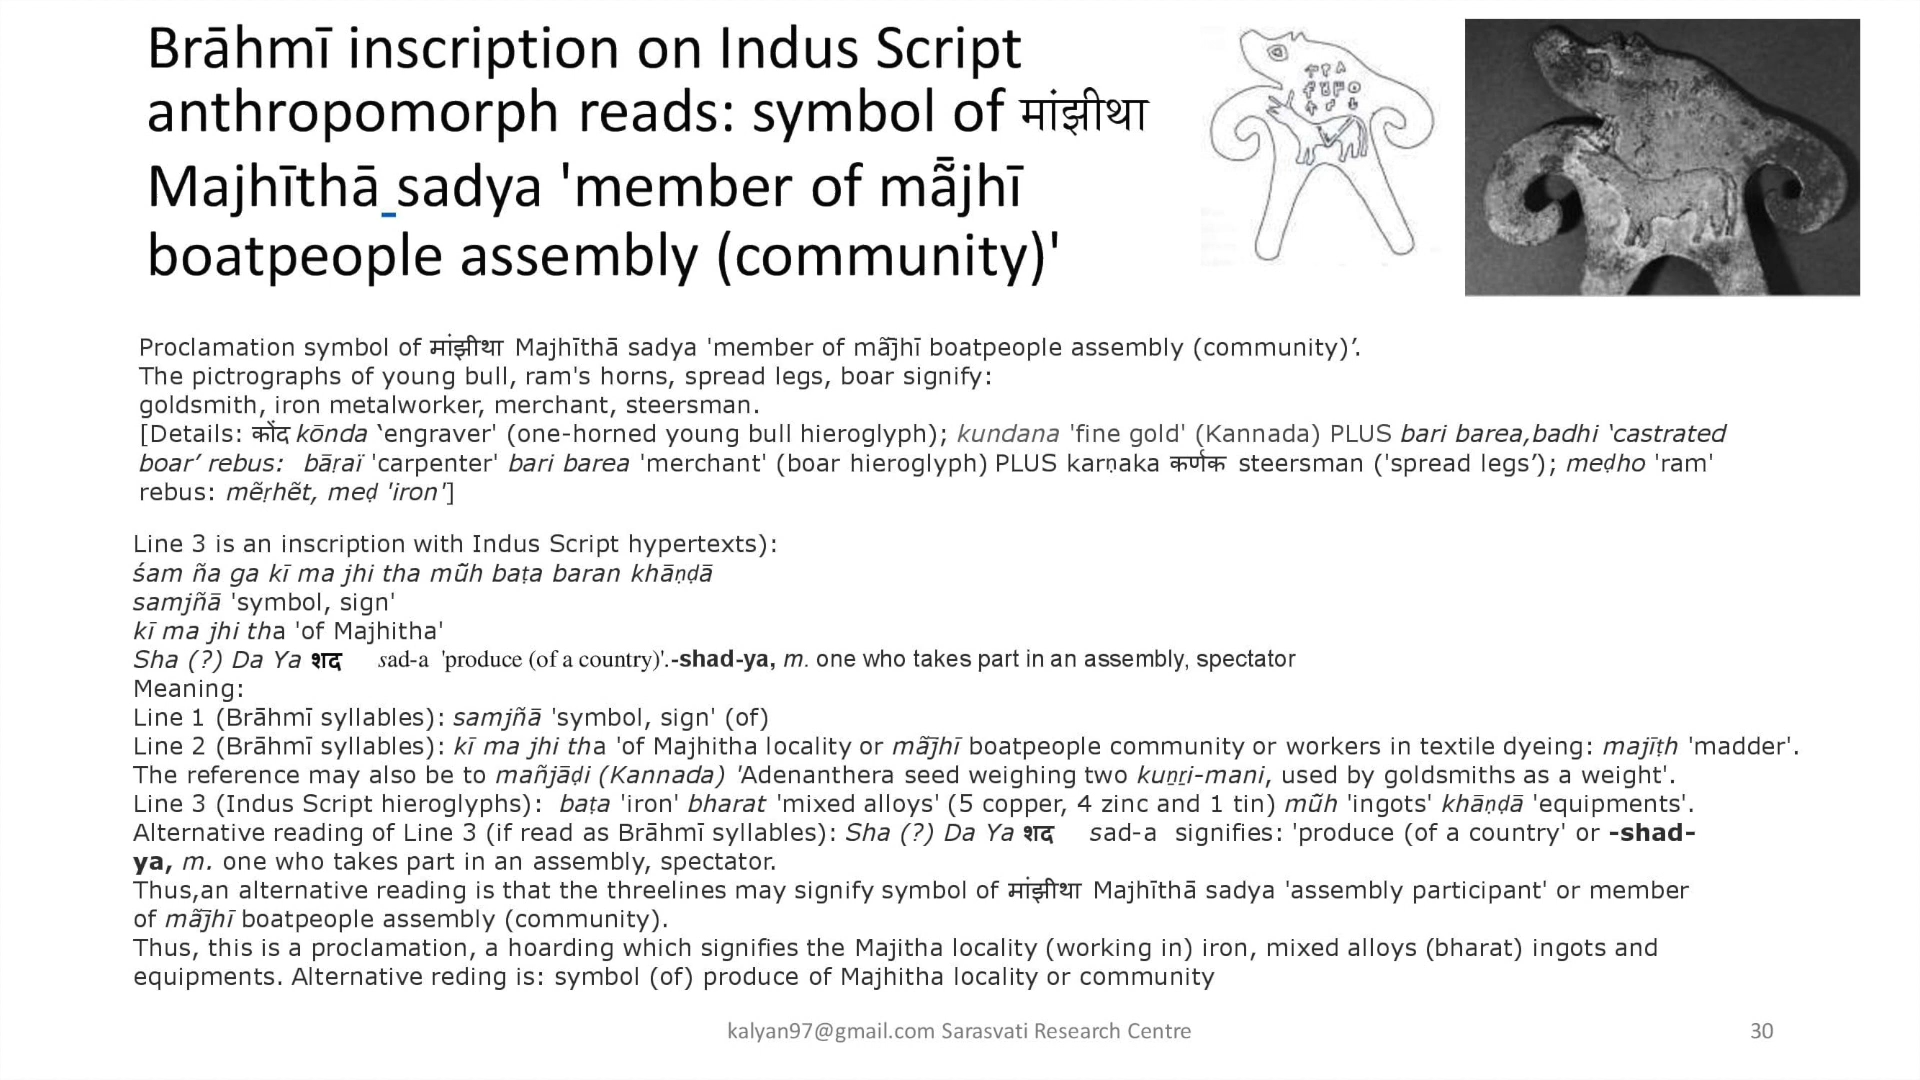 Brāhmī inscription on Indus Script
anthropomorph reads: symbol of मांझीथा
Majhīthā sadya 'member of mā̃jhī
boatpeople assembly (community)'
Proclamation symbol of मांझीथा Majhīthā sadya 'member of mā̃jhī boatpeople assembly (community)’.
The pictrographs of young bull, ram's horns, spread legs, boar signify:
goldsmith, iron metalworker, merchant, steersman.
[Details: कोंद kōnda ‘engraver' (one-horned young bull hieroglyph); kundana 'fine gold' (Kannada) PLUS bari barea,badhi ‘castrated
boar’ rebus: bāṛaï 'carpenter' bari barea 'merchant' (boar hieroglyph) PLUS karṇaka कर्णक steersman ('spread legs’); meḍho 'ram'
rebus: mẽṛhẽt, meḍ 'iron']
Line 3 is an inscription with Indus Script hypertexts):
śam ña ga kī ma jhi tha mũh baṭa baran khāṇḍā
samjñā 'symbol, sign'
kī ma jhi tha 'of Majhitha'
Sha (?) Da Ya शद sad-a 'produce (of a country)'.-shad-ya, m. one who takes part in an assembly, spectator
Meaning:
Line 1 (Brāhmī syllables): samjñā 'symbol, sign' (of)
Line 2 (Brāhmī syllables): kī ma jhi tha 'of Majhitha locality or mā̃jhī boatpeople community or workers in textile dyeing: majīṭh 'madder'.
The reference may also be to mañjāḍi (Kannada) 'Adenanthera seed weighing two kuṉṟi-mani, used by goldsmiths as a weight'.
Line 3 (Indus Script hieroglyphs): baṭa 'iron' bharat 'mixed alloys' (5 copper, 4 zinc and 1 tin) mũh 'ingots' khāṇḍā 'equipments'.
Alternative reading of Line 3 (if read as Brāhmī syllables): Sha (?) Da Ya शद sad-a signifies: 'produce (of a country' or -shad-
ya, m. one who takes part in an assembly, spectator.
Thus,an alternative reading is that the threelines may signify symbol of मांझीथा Majhīthā sadya 'assembly participant' or member
of mā̃jhī boatpeople assembly (community).
Thus, this is a proclamation, a hoarding which signifies the Majitha locality (working in) iron, mixed alloys (bharat) ingots and
equipments. Alternative reding is: symbol (of) produce of Majhitha locality or community
kalyan97@gmail.com Sarasvati Research Centre
30